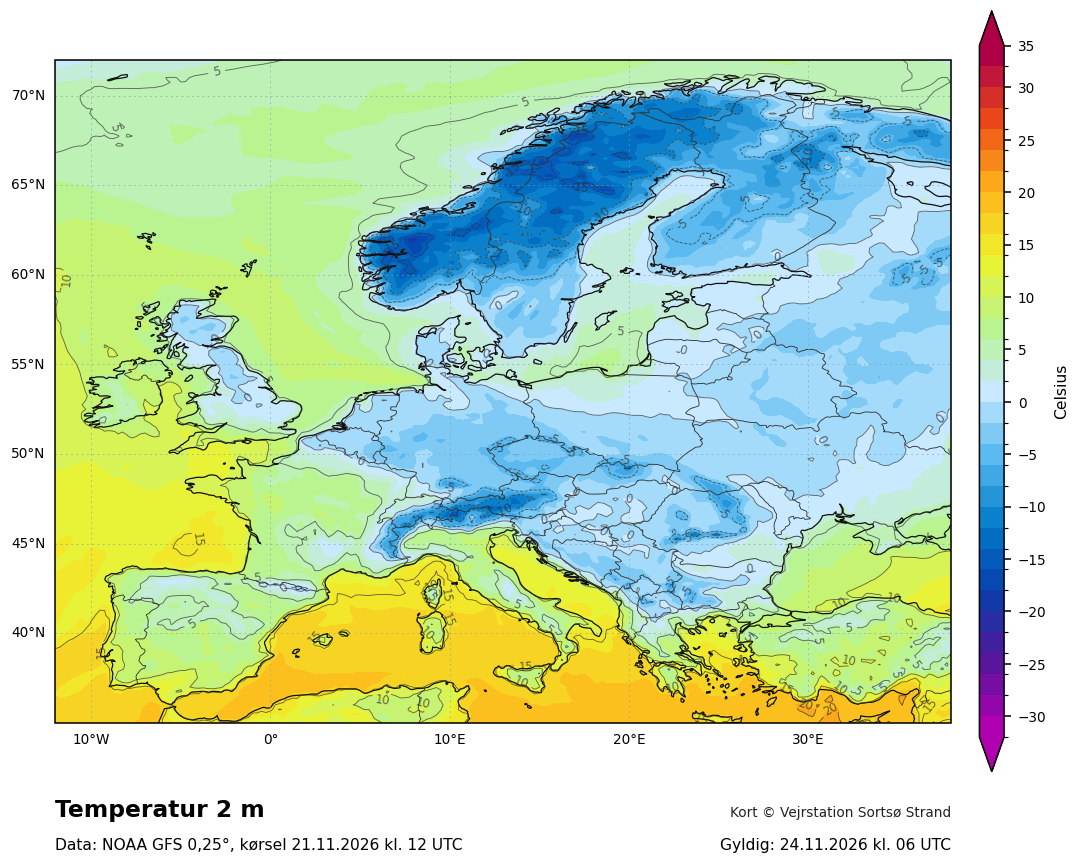 70°N
65°N
60°N
55°N
50°N
45°N
40°N
10°W
0°
10°E
20°E
30°E
35
30
25
20
15
10
5
0
−5
−10
−15
−20
−25
−30
Celsius
Temperatur 2 m
Kort © Vejrstation Sortsø Strand
Data: NOAA GFS 0,25°, kørsel 21.11.2026 kl. 12 UTC
Gyldig: 24.11.2026 kl. 06 UTC